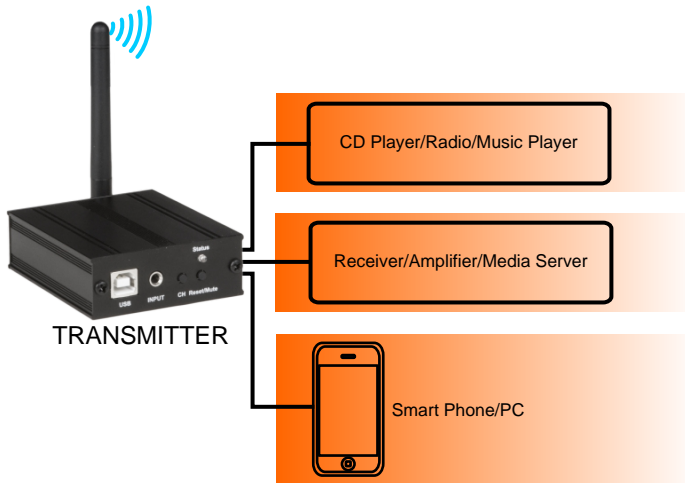 CD Player/Radio/Music Player
Receiver/Amplifier/Media Server
Status
USB
INPUT
CH Reset/Mute
TRANSMITTER
Smart Phone/PC